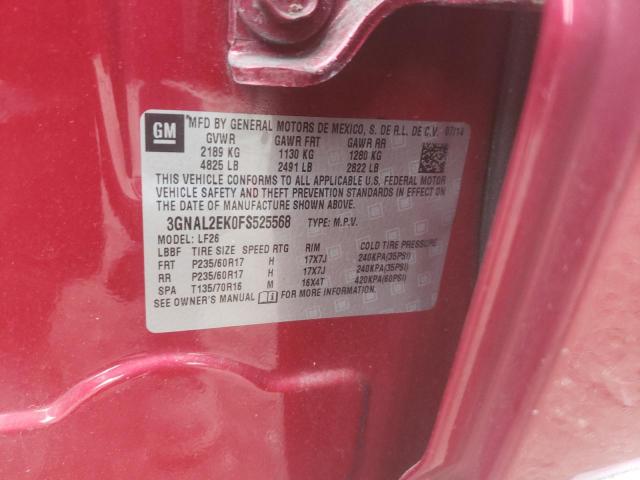 GM
MFD BY GENERAL MOTORS DE MEXICO, S. DE R.L. DE C.V. 07/14
GVWR GAWR FRT GAWR RR
2189 KG 1130 KG 1280 KG
4825 LB 2491 LB 2822 LB
THIS VEHICLE CONFORMS TO ALL APPLICABLE U.S. FEDERAL MOTOR
VEHICLE SAFETY AND THEFT PREVENTION STANDARDS IN EFFECT ON
THE DATE OF MANUFACTURE SHOWN ABOVE.
3GNAL2EK0FS525568 TYPE: M.P.V.
MODEL: LF26
LBBF TIRE SIZE SPEED RTG RIM COLD TIRE PRESSURE
FRT P235/60R17 H 17X7J 240KPA(35PSI)
RR P235/60R17 H 17X7J 240KPA(35PSI)
SPA T135/70R16 M 16X4T 420KPA(60PSI)
SEE OWNER'S MANUAL i FOR MORE INFORMATION.